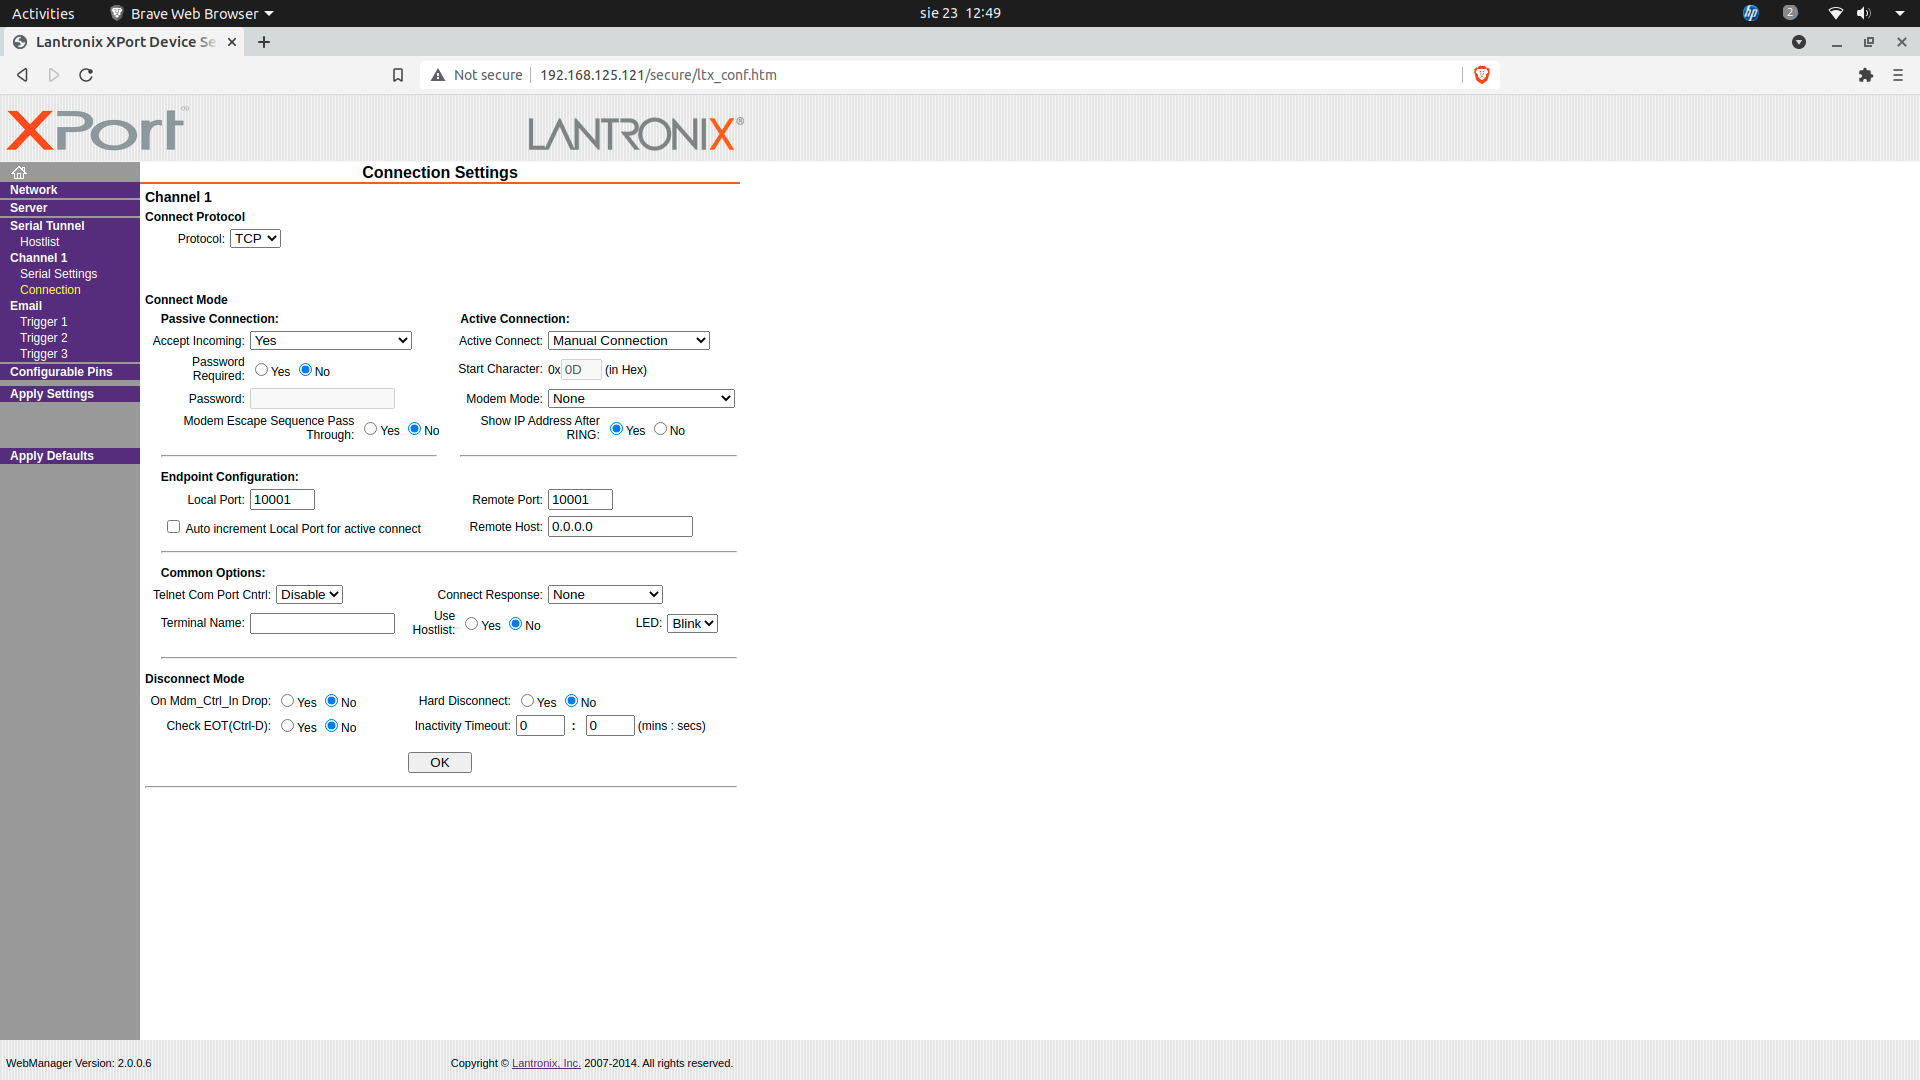 Activities Brave Web Browser sie 23 12:49 2
Lantronix XPort Device Se
Not secure 192.168.125.121/secure/ltx_conf.htm
XPort LANTRONIX®
Connection Settings
Network
Server
Serial Tunnel
Hostlist
Channel 1
Serial Settings
Connection
Email
Trigger 1
Trigger 2
Trigger 3
Configurable Pins
Apply Settings
Apply Defaults
Channel 1
Connect Protocol
Protocol: TCP
Connect Mode
Passive Connection: Active Connection:
Accept Incoming: Yes Active Connect: Manual Connection
Password Required: Yes No Start Character: 0x 0D (in Hex)
Password: Modem Mode: None
Modem Escape Sequence Pass Through: Yes No Show IP Address After RING: Yes No
Endpoint Configuration:
Local Port: 10001 Remote Port: 10001
Auto increment Local Port for active connect Remote Host: 0.0.0.0
Common Options:
Telnet Com Port Cntrl: Disable Connect Response: None
Terminal Name: Use Hostlist: Yes No LED: Blink
Disconnect Mode
On Mdm_Ctrl_In Drop: Yes No Hard Disconnect: Yes No
Check EOT(Ctrl-D): Yes No Inactivity Timeout: 0 : 0 (mins : secs)
OK
WebManager Version: 2.0.0.6 Copyright © Lantronix, Inc. 2007-2014. All rights reserved.